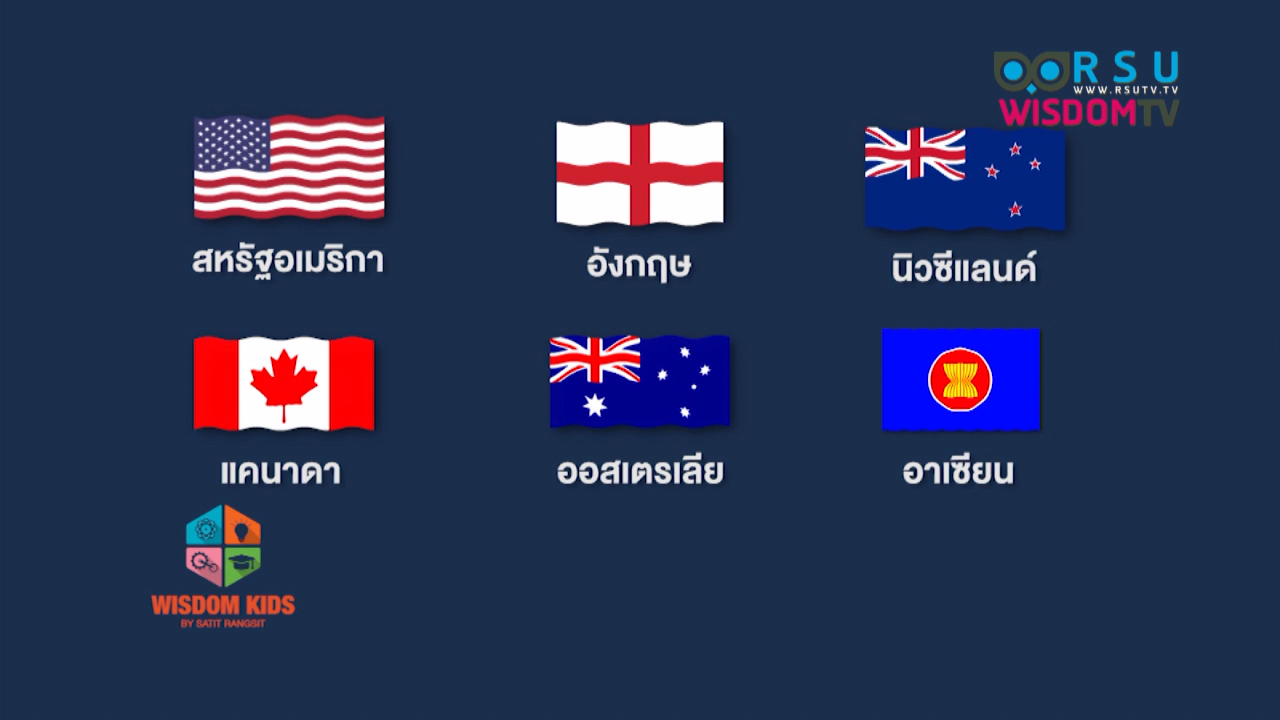 RSU
WWW.RSUTV.TV
WISDOMTV
สหรัฐอเมริกา
อังกฤษ
นิวซีแลนด์
แคนาดา
ออสเตรเลีย
อาเซียน
WISDOM KIDS
BY SATIT RANGSIT